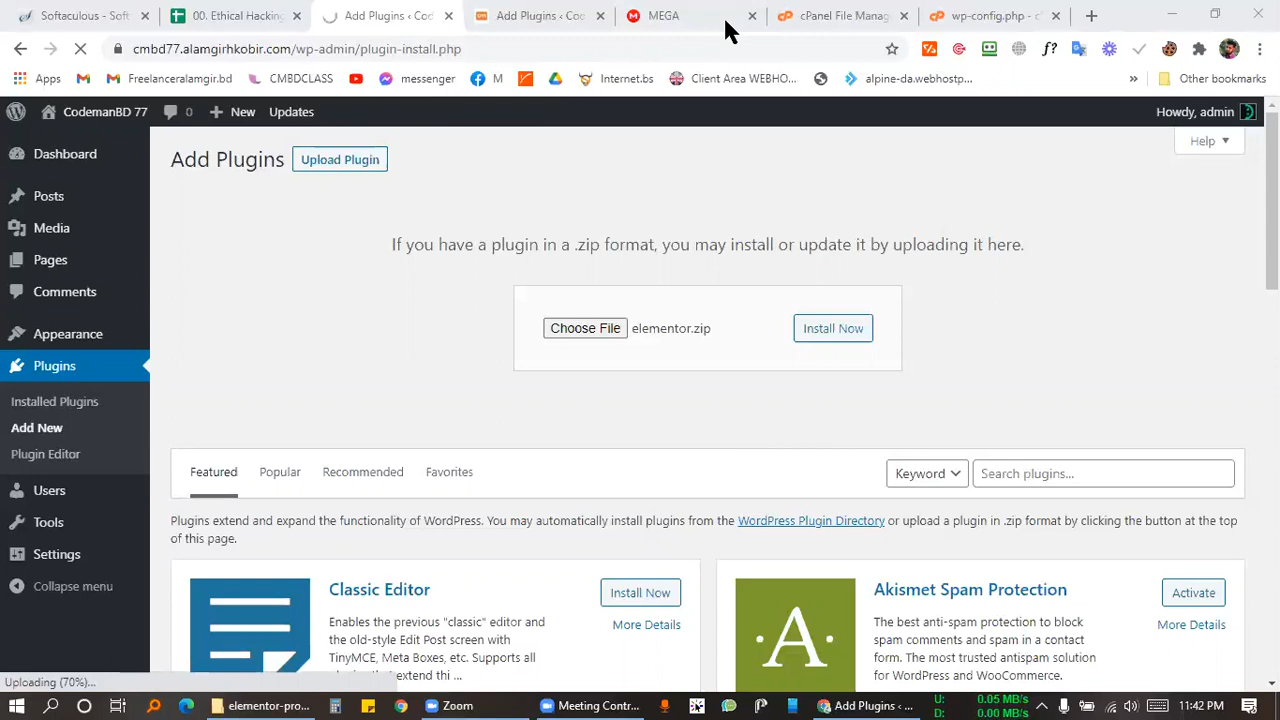 Softaculous - Soft
00. Ethical Hacking
Add Plugins ‹ Cod
Add Plugins ‹ Cod
MEGA
cPanel File Manag
wp-config.php - c
cmbd77.alamgirhkobir.com/wp-admin/plugin-install.php
Apps
Freelanceralamgir.bd
CMBDCLASS
messenger
M
Internet.bs
Client Area WEBHO...
alpine-da.webhostp...
»
Other bookmarks
CodemanBD 77
0
New
Updates
Howdy, admin
Dashboard
Posts
Media
Pages
Comments
Appearance
Plugins
Installed Plugins
Add New
Plugin Editor
Users
Tools
Settings
Collapse menu
Add Plugins
Upload Plugin
Help
If you have a plugin in a .zip format, you may install or update it by uploading it here.
Choose File elementor.zip
Install Now
Featured
Popular
Recommended
Favorites
Keyword
Search plugins...
Plugins extend and expand the functionality of WordPress. You may automatically install plugins from the WordPress Plugin Directory or upload a plugin in .zip format by clicking the button at the top
of this page.
Classic Editor
Install Now
More Details
Enables the previous "classic" editor and
the old-style Edit Post screen with
TinyMCE, Meta Boxes, etc. Supports all
Akismet Spam Protection
Activate
More Details
The best anti-spam protection to block
spam comments and spam in a contact
form. The most trusted antispam solution
for WordPress and WooCommerce.
Uploading (70%)...
elementor-pro
Zoom
Meeting Contr...
Add Plugins ‹ ...
U: 0.05 MB/s
D: 0.00 MB/s
11:42 PM